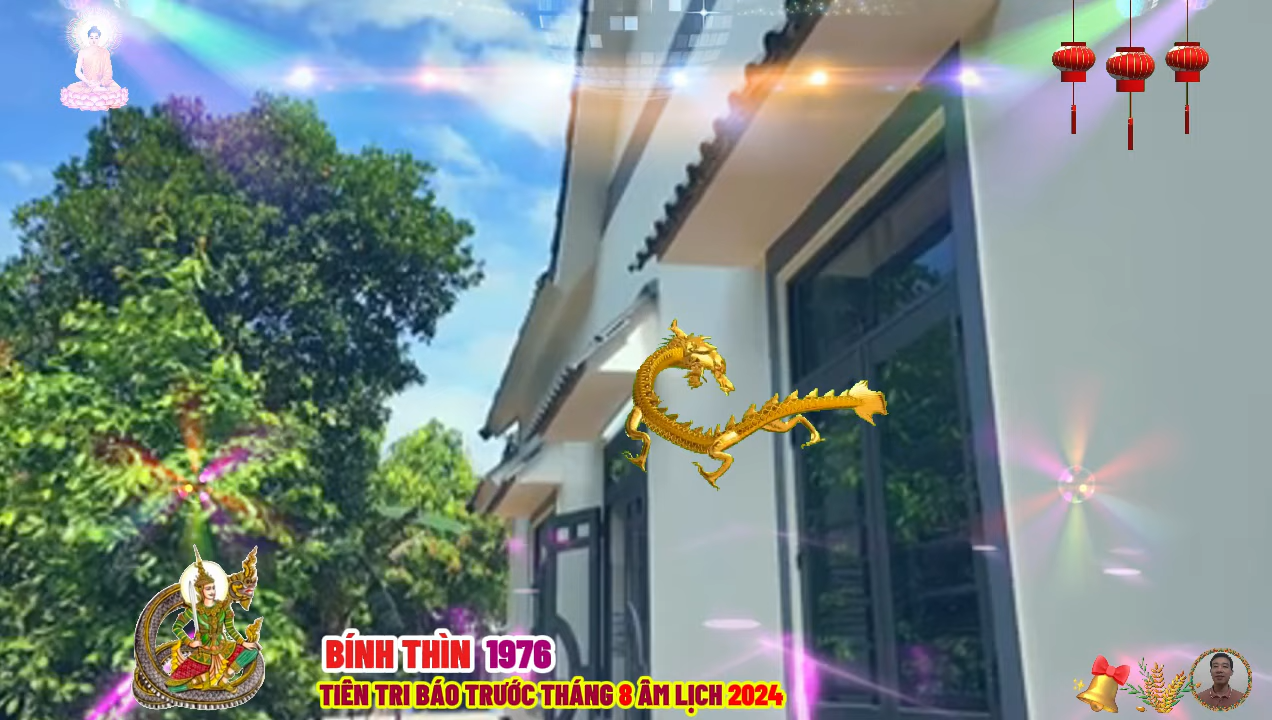 BÍNH THÌN 1976
TIÊN TRI BÁO TRƯỚC THÁNG 8 ÂM LỊCH 2024